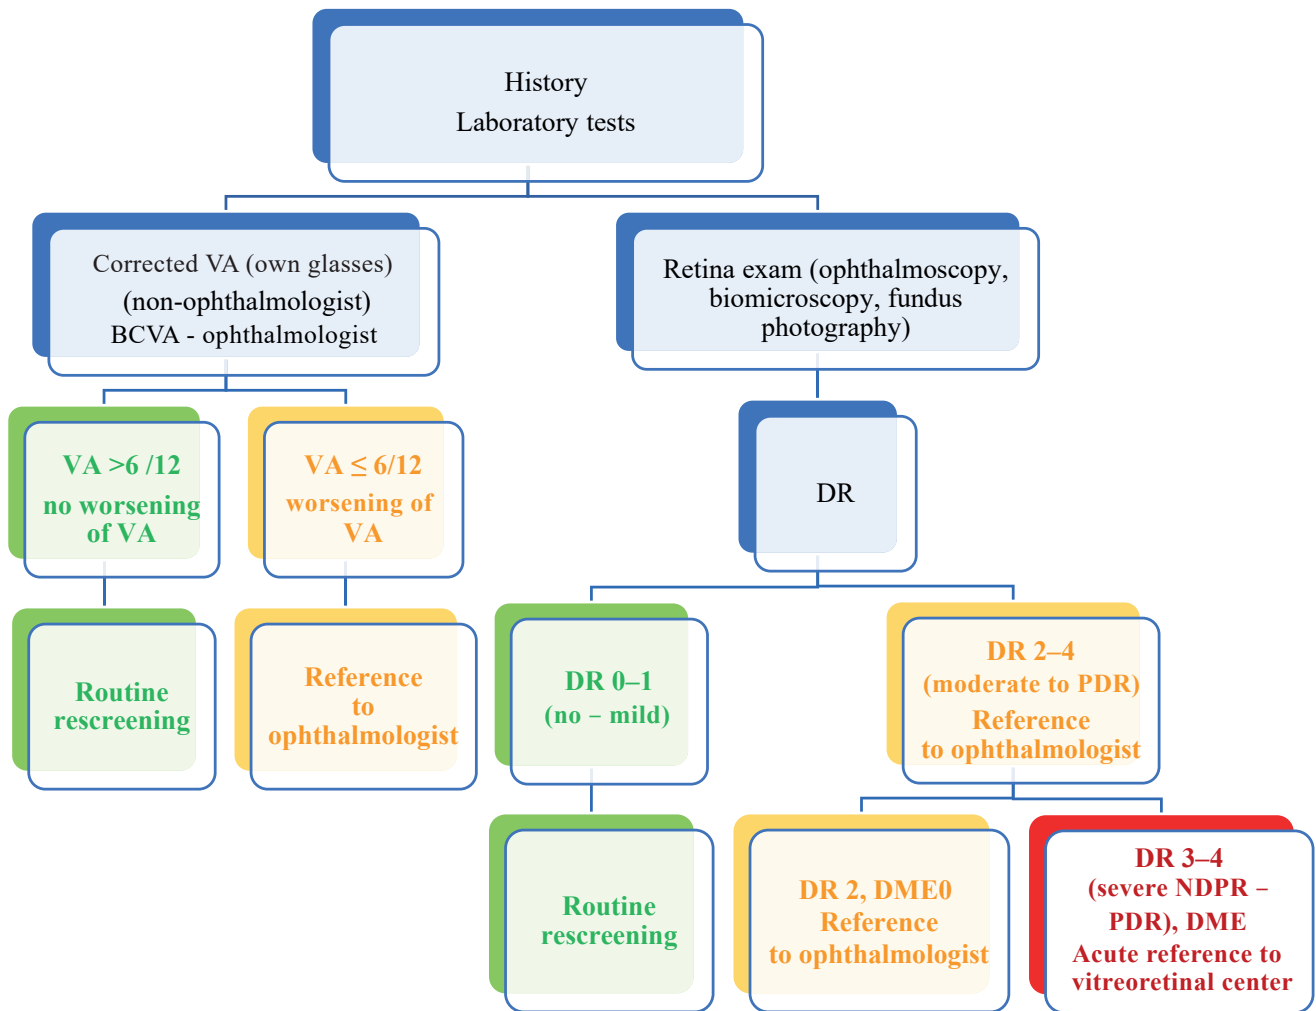 History
Laboratory tests
Corrected VA (own glasses)
(non-ophthalmologist)
BCVA - ophthalmologist
Retina exam (ophthalmoscopy,
biomicroscopy, fundus
photography)
VA >6 /12
no worsening
of VA
VA ≤ 6/12
worsening of
VA
DR
Routine
rescreening
Reference
to
ophthalmologist
DR 0–1
(no – mild)
DR 2–4
(moderate to PDR)
Reference
to ophthalmologist
Routine
rescreening
DR 2, DME0
Reference
to ophthalmologist
DR 3–4
(severe NDPR –
PDR), DME
Acute reference to
vitreoretinal center